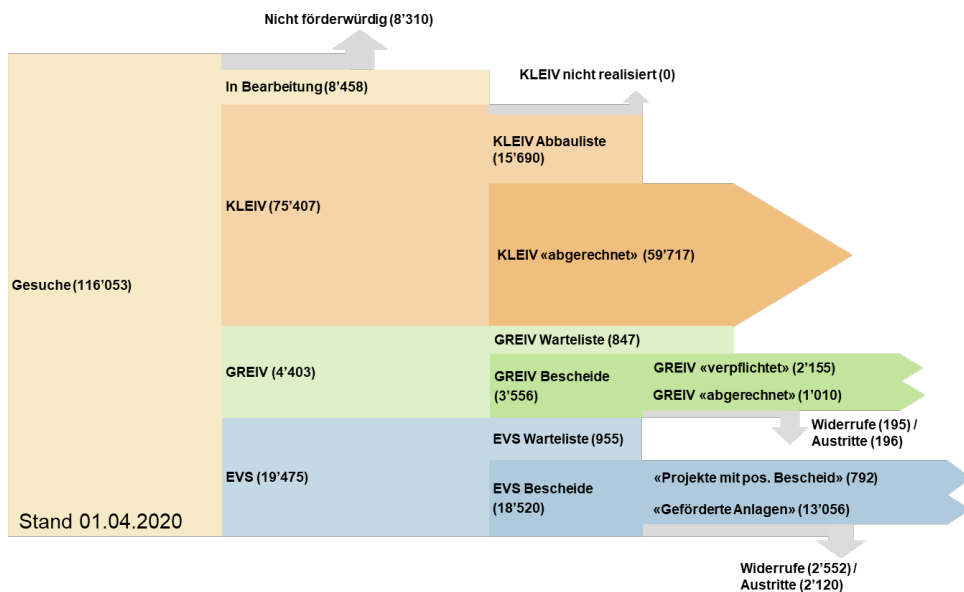 Nicht förderwürdig (8’310)
KLEIV nicht realisiert (0)
In Bearbeitung (8’458)
KLEIV Abbauliste
(15’690)
KLEIV (75’407)
KLEIV «abgerechnet» (59’717)
Gesuche (116’053)
GREIV Warteliste (847)
GREIV (4’403)
GREIV Bescheide
(3’556)
GREIV «verpflichtet» (2’155)
GREIV «abgerechnet» (1’010)
Widerrufe (195) /
Austritte (196)
EVS Warteliste (955)
EVS (19’475)
EVS Bescheide
(18’520)
«Projekte mit pos. Bescheid» (792)
«Geförderte Anlagen» (13’056)
Stand 01.04.2020
Widerrufe (2’552) /
Austritte (2’120)